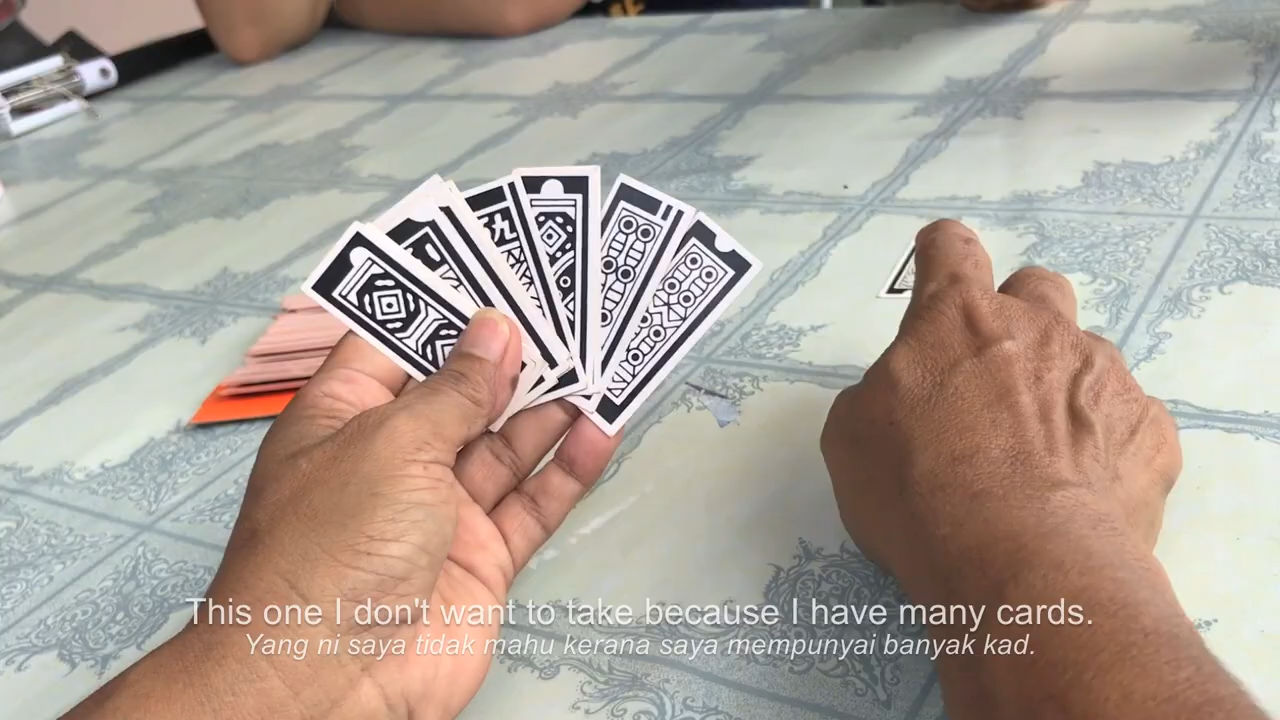 九
This one I don't want to take because I have many cards.
Yang ni saya tidak mahu kerana saya mempunyai banyak kad.